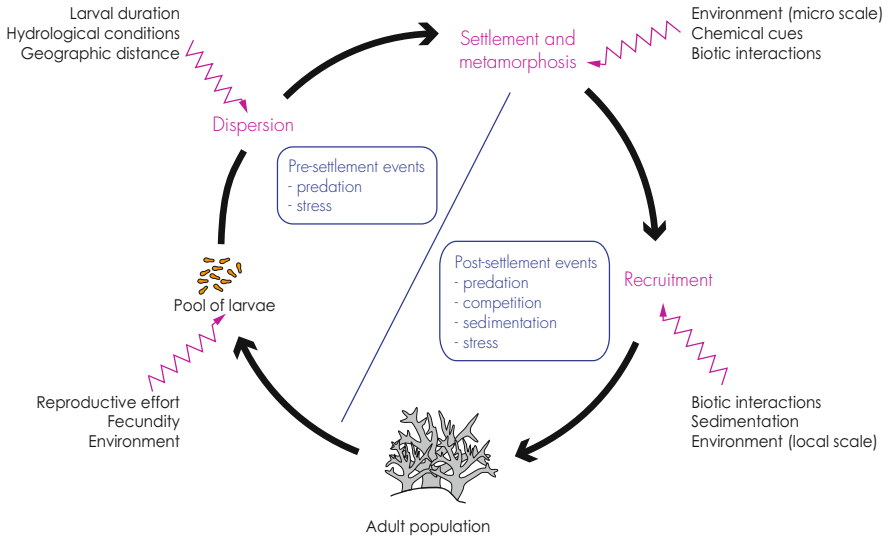 Larval duration
Hydrological conditions
Geographic distance
Environment (micro scale)
Chemical cues
Biotic interactions
Settlement and
metamorphosis
Dispersion
Pre-settlement events
- predation
- stress
Post-settlement events
- predation
- competition
- sedimentation
- stress
Recruitment
Pool of larvae
Reproductive effort
Fecundity
Environment
Biotic interactions
Sedimentation
Environment (local scale)
Adult population